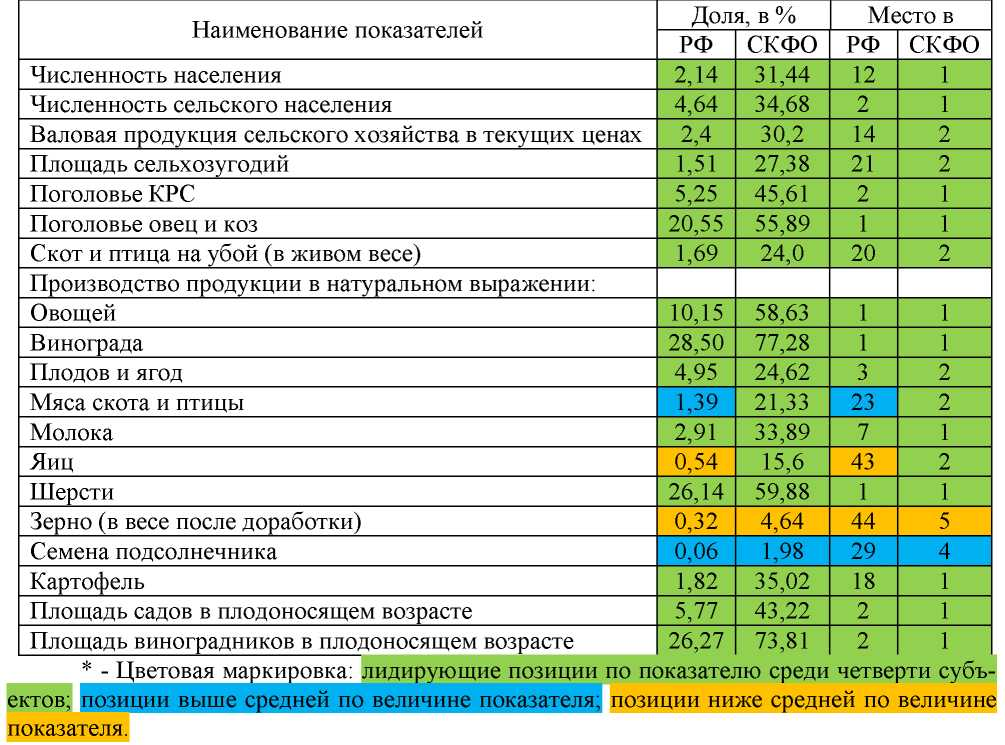 Наименование показателей Доля, в % Место в
РФ СКФО РФ СКФО
Численность населения 2,14 31,44 12 1
Численность сельского населения 4,64 34,68 2 1
Валовая продукция сельского хозяйства в текущих ценах 2,4 30,2 14 2
Площадь сельхозугодий 1,51 27,38 21 2
Поголовье КРС 5,25 45,61 2 1
Поголовье овец и коз 20,55 55,89 1 1
Скот и птица на убой (в живом весе) 1,69 24,0 20 2
Производство продукции в натуральном выражении:
Овощей 10,15 58,63 1 1
Винограда 28,50 77,28 1 1
Плодов и ягод 4,95 24,62 3 2
Мяса скота и птицы 1,39 21,33 23 2
Молока 2,91 33,89 7 1
Яиц 0,54 15,6 43 2
Шерсти 26,14 59,88 1 1
Зерно (в весе после доработки) 0,32 4,64 44 5
Семена подсолнечника 0,06 1,98 29 4
Картофель 1,82 35,02 18 1
Площадь садов в плодоносящем возрасте 5,77 43,22 2 1
Площадь виноградников в плодоносящем возрасте 26,27 73,81 2 1
* - Цветовая маркировка: лидирующие позиции по показателю среди четверти субъ-
ектов; позиции выше средней по величине показателя; позиции ниже средней по величине
показателя.